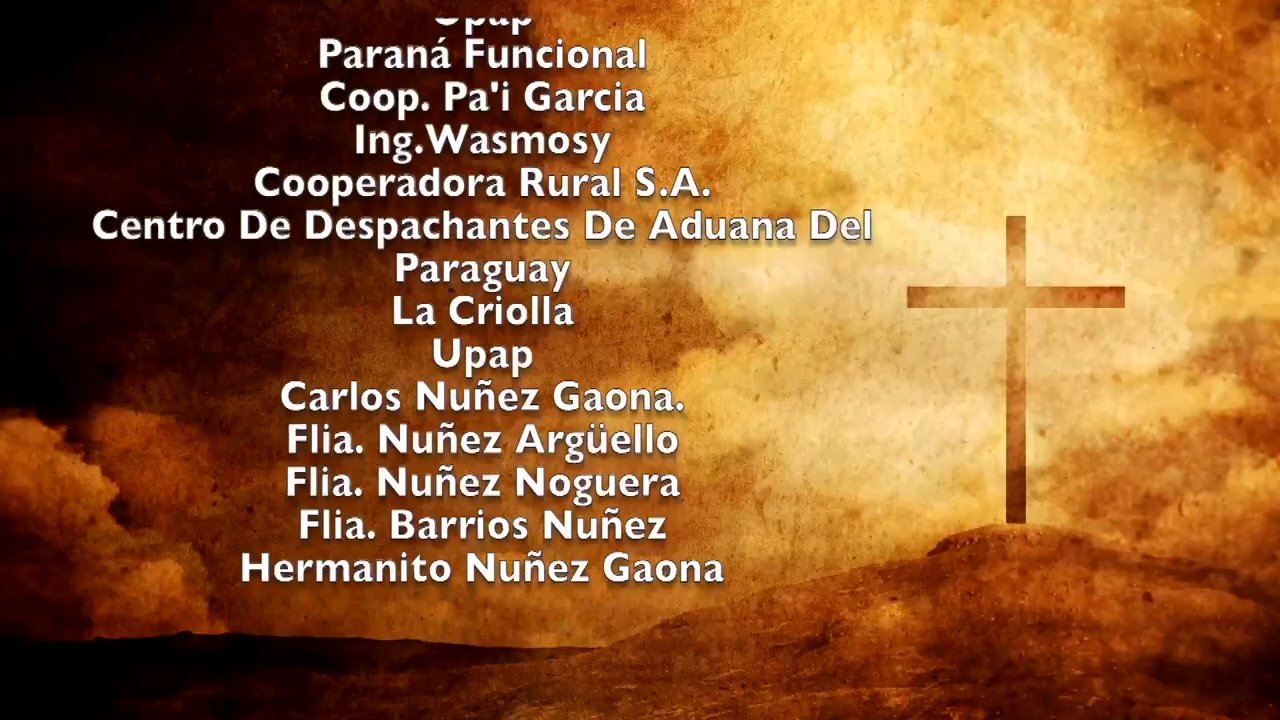 Upap
Paraná Funcional
Coop. Pa'i Garcia
Ing.Wasmosy
Cooperadora Rural S.A.
Centro De Despachantes De Aduana Del
Paraguay
La Criolla
Upap
Carlos Nuñez Gaona.
Flia. Nuñez Argüello
Flia. Nuñez Noguera
Flia. Barrios Nuñez
Hermanito Nuñez Gaona